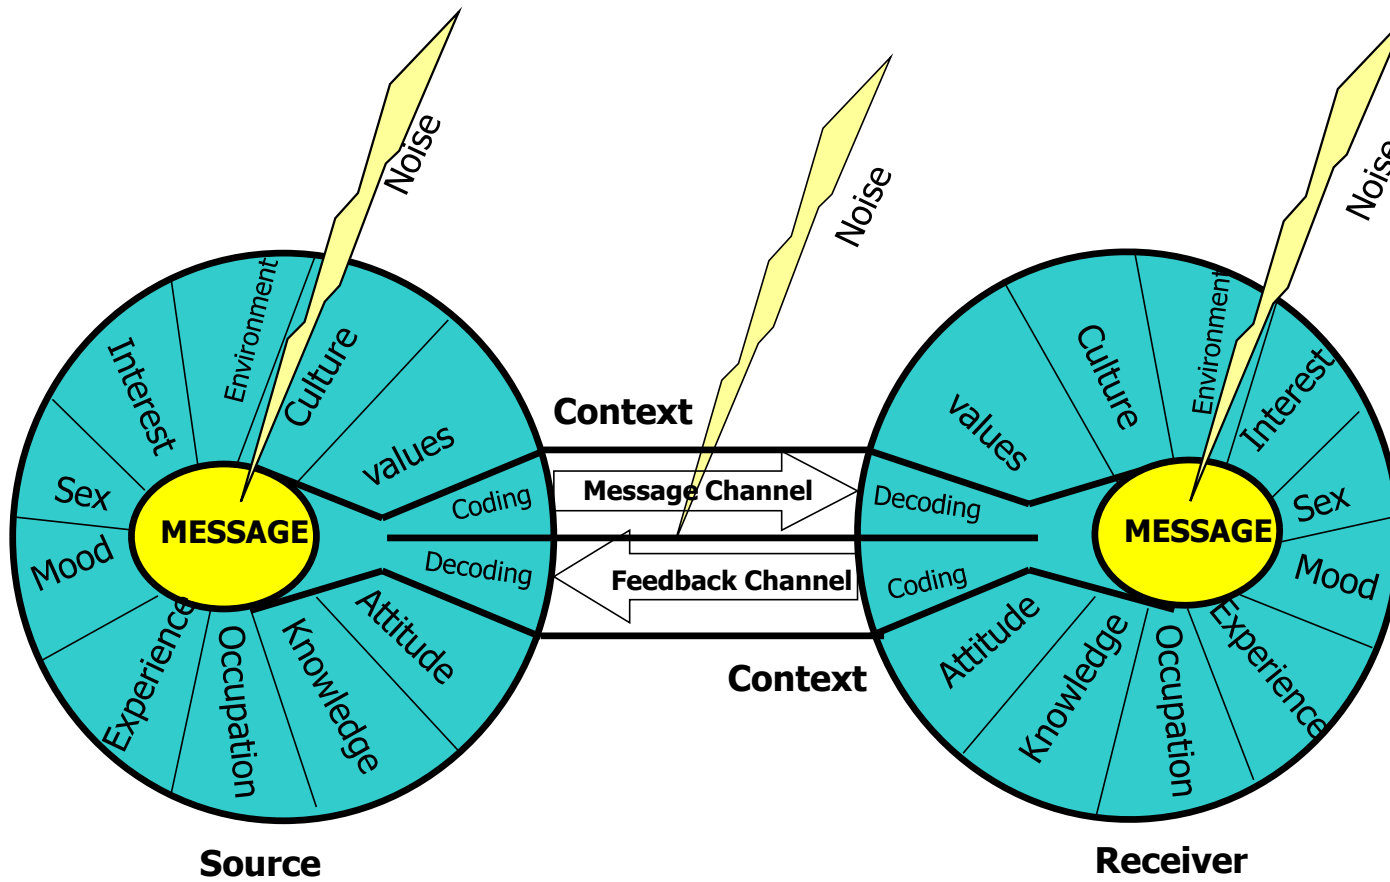 Noise
Noise
Noise
Environment
Interest
Culture
values
Sex
Mood
Experience
Occupation
Knowledge
Attitude
MESSAGE
Coding
Decoding
Context
Message Channel
Feedback Channel
Context
values
Culture
Environment
Interest
Sex
Mood
Experience
Occupation
Knowledge
Attitude
Decoding
Coding
MESSAGE
Source
Receiver